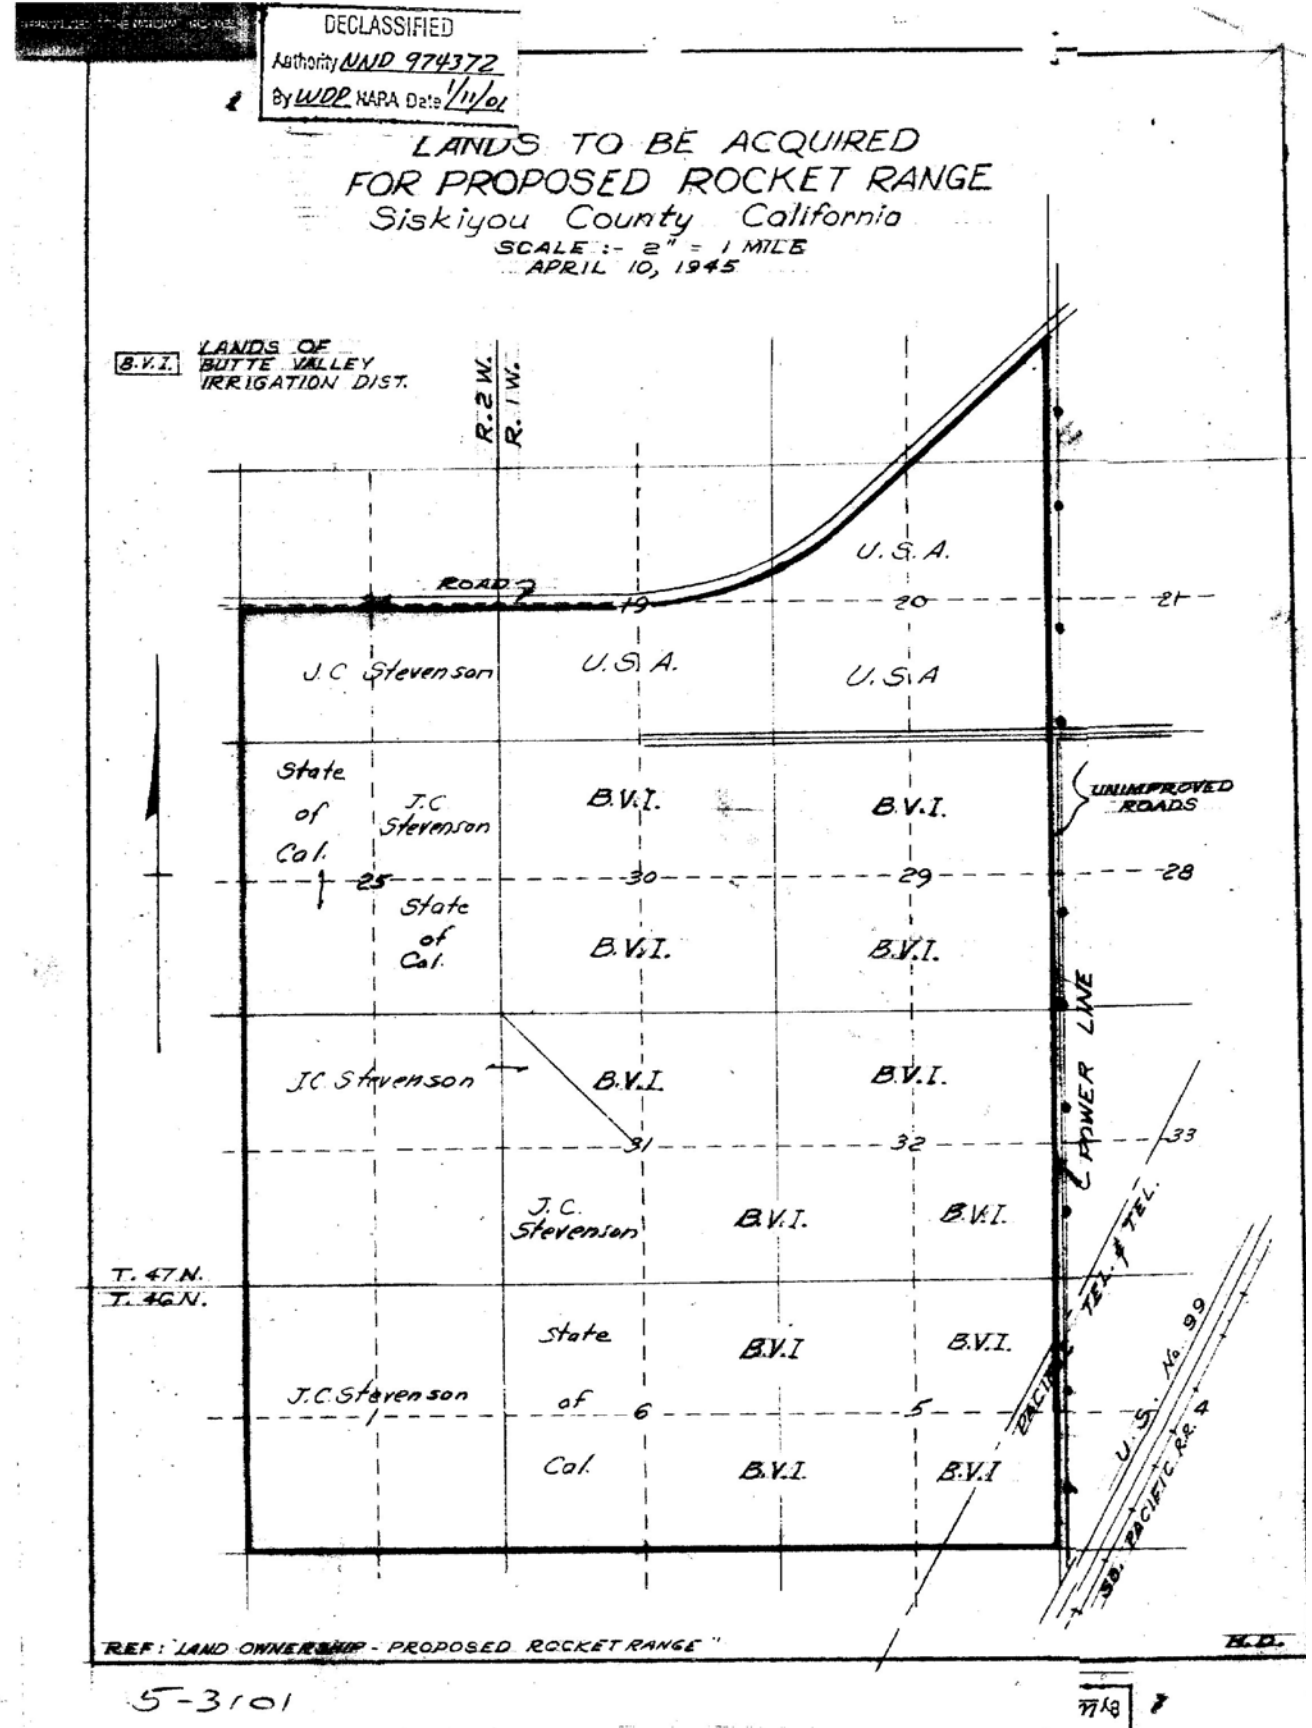 DECLASSIFIED
Authority NND 974372
By WDP NARA Date 1/11/01
LANDS TO BE ACQUIRED
FOR PROPOSED ROCKET RANGE
Siskiyou County California
SCALE :- 2" = 1 MILE
APRIL 10, 1945
B.V.I.
LANDS OF
BUTTE VALLEY
IRRIGATION DIST.
R. 2 W.
R. 1 W.
U.S.A.
ROAD
19
20
21
J.C Stevenson
U.S.A.
U.S.A
State
of
Cal.
J.C
Stevenson
B.V.I.
B.V.I.
UNIMPROVED
ROADS
25
30
29
28
State
of
Cal.
B.V.I.
B.V.I.
POWER LINE
J.C. Stevenson
B.V.I.
B.V.I.
31
32
33
J.C.
Stevenson
B.V.I.
B.V.I.
PACIFIC TEL. & TEL.
T. 47 N.
T. 46 N.
State
of
Cal.
B.V.I
B.V.I.
J.C. Stevenson
1
6
5
4
B.V.I.
B.V.I
U.S. No. 99
SO. PACIFIC R.R.
REF: "LAND OWNERSHIP - PROPOSED ROCKET RANGE"
H.D.
5-3101